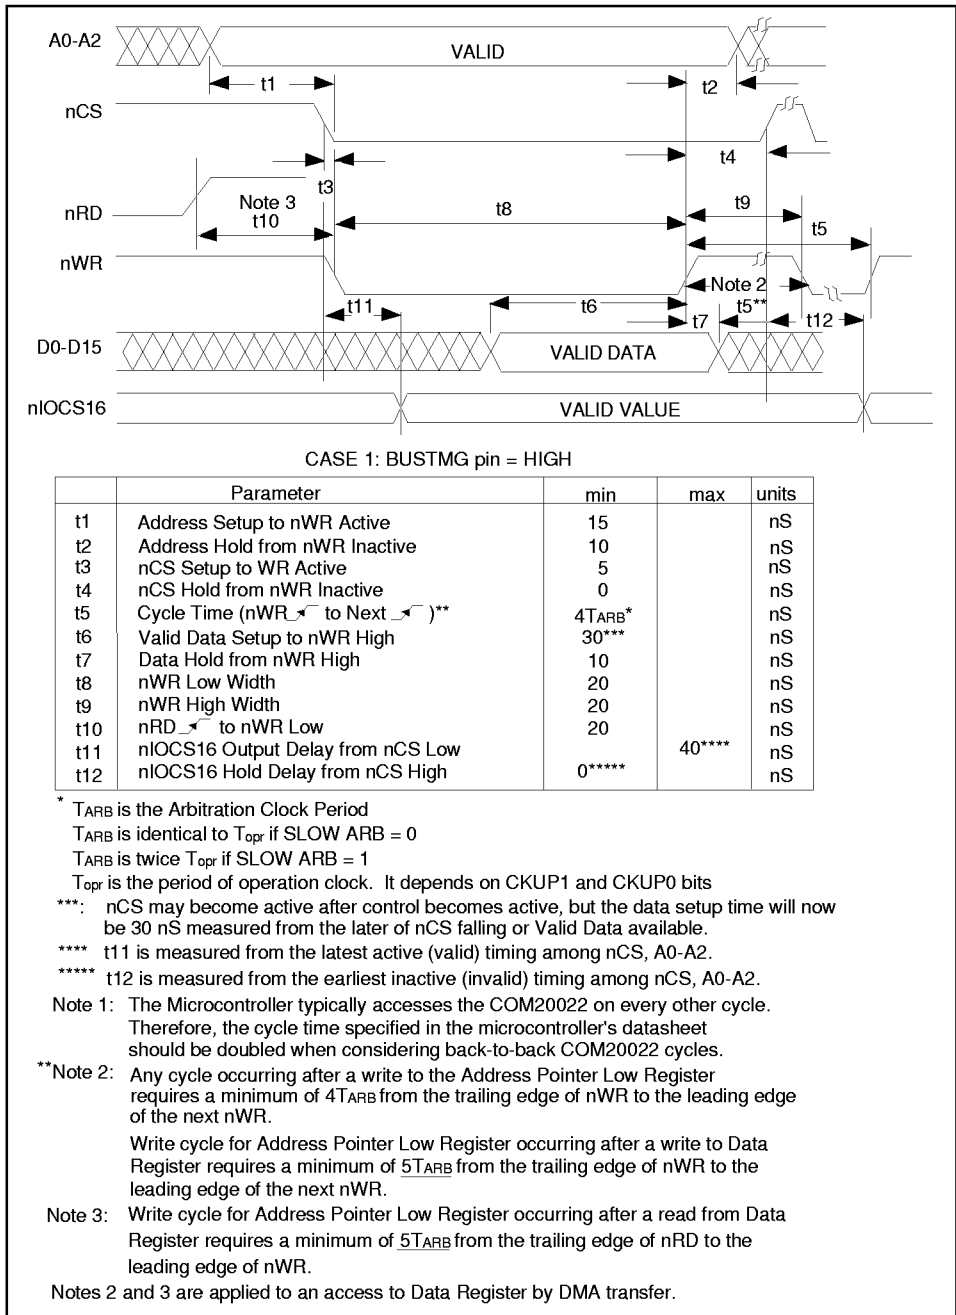 A0-A2
VALID
t1
t2
nCS
t3
t4
nRD
Note 3
t10
t8
t9
t5
nWR
Note 2
t11
t6
t5**
t7
t12
D0-D15
VALID DATA
nIOCS16
VALID VALUE
CASE 1: BUSTMG pin = HIGH
Parameter min max units
t1 Address Setup to nWR Active 15 nS
t2 Address Hold from nWR Inactive 10 nS
t3 nCS Setup to WR Active 5 nS
t4 nCS Hold from nWR Inactive 0 nS
t5 Cycle Time (nWR to Next )** 4TARB* nS
t6 Valid Data Setup to nWR High 30*** nS
t7 Data Hold from nWR High 10 nS
t8 nWR Low Width 20 nS
t9 nWR High Width 20 nS
t10 nRD to nWR Low 20 nS
t11 nIOCS16 Output Delay from nCS Low 40**** nS
t12 nIOCS16 Hold Delay from nCS High 0***** nS
* TARB is the Arbitration Clock Period
TARB is identical to Topr if SLOW ARB = 0
TARB is twice Topr if SLOW ARB = 1
Topr is the period of operation clock. It depends on CKUP1 and CKUP0 bits
***: nCS may become active after control becomes active, but the data setup time will now
be 30 nS measured from the later of nCS falling or Valid Data available.
**** t11 is measured from the latest active (valid) timing among nCS, A0-A2.
***** t12 is measured from the earliest inactive (invalid) timing among nCS, A0-A2.
Note 1: The Microcontroller typically accesses the COM20022 on every other cycle.
Therefore, the cycle time specified in the microcontroller's datasheet
should be doubled when considering back-to-back COM20022 cycles.
**Note 2: Any cycle occurring after a write to the Address Pointer Low Register
requires a minimum of 4TARB from the trailing edge of nWR to the leading edge
of the next nWR.
Write cycle for Address Pointer Low Register occurring after a write to Data
Register requires a minimum of 5TARB from the trailing edge of nWR to the
leading edge of the next nWR.
Note 3: Write cycle for Address Pointer Low Register occurring after a read from Data
Register requires a minimum of 5TARB from the trailing edge of nRD to the
leading edge of nWR.
Notes 2 and 3 are applied to an access to Data Register by DMA transfer.